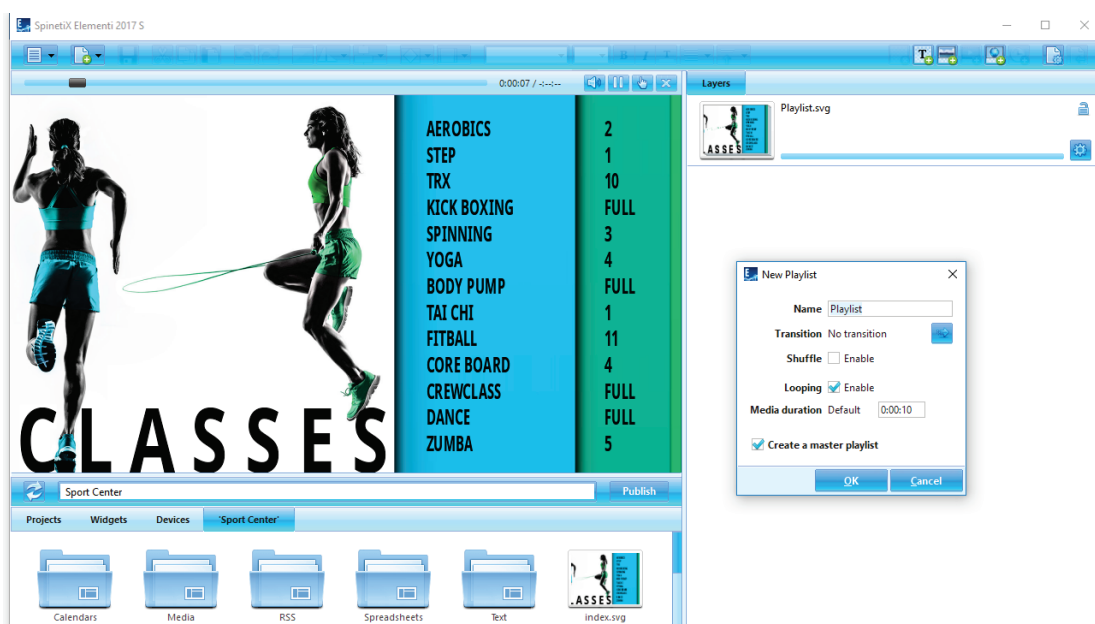 SpinetiX Elementi 2017 S
T
B I T
0:00:07 / -:--:--
Layers
Playlist.svg
ASSES
AEROBICS 2
STEP 1
TRX 10
KICK BOXING FULL
SPINNING 3
YOGA 4
BODY PUMP FULL
TAI CHI 1
FITBALL 11
CORE BOARD 4
CREWCLASS FULL
DANCE FULL
ZUMBA 5
CLASSES
New Playlist
Name Playlist
Transition No transition
Shuffle Enable
Looping Enable
Media duration Default 0:00:10
Create a master playlist
OK Cancel
Sport Center Publish
Projects Widgets Devices 'Sport Center'
.ASSES
Calendars Media RSS Spreadsheets Text index.svg